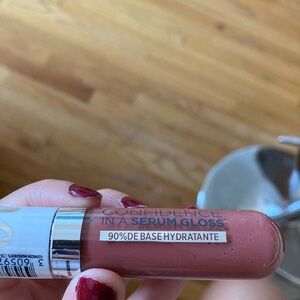 CONFIDENCE
IN A SERUM GLOSS
90%DE BASE HYDRATANTE